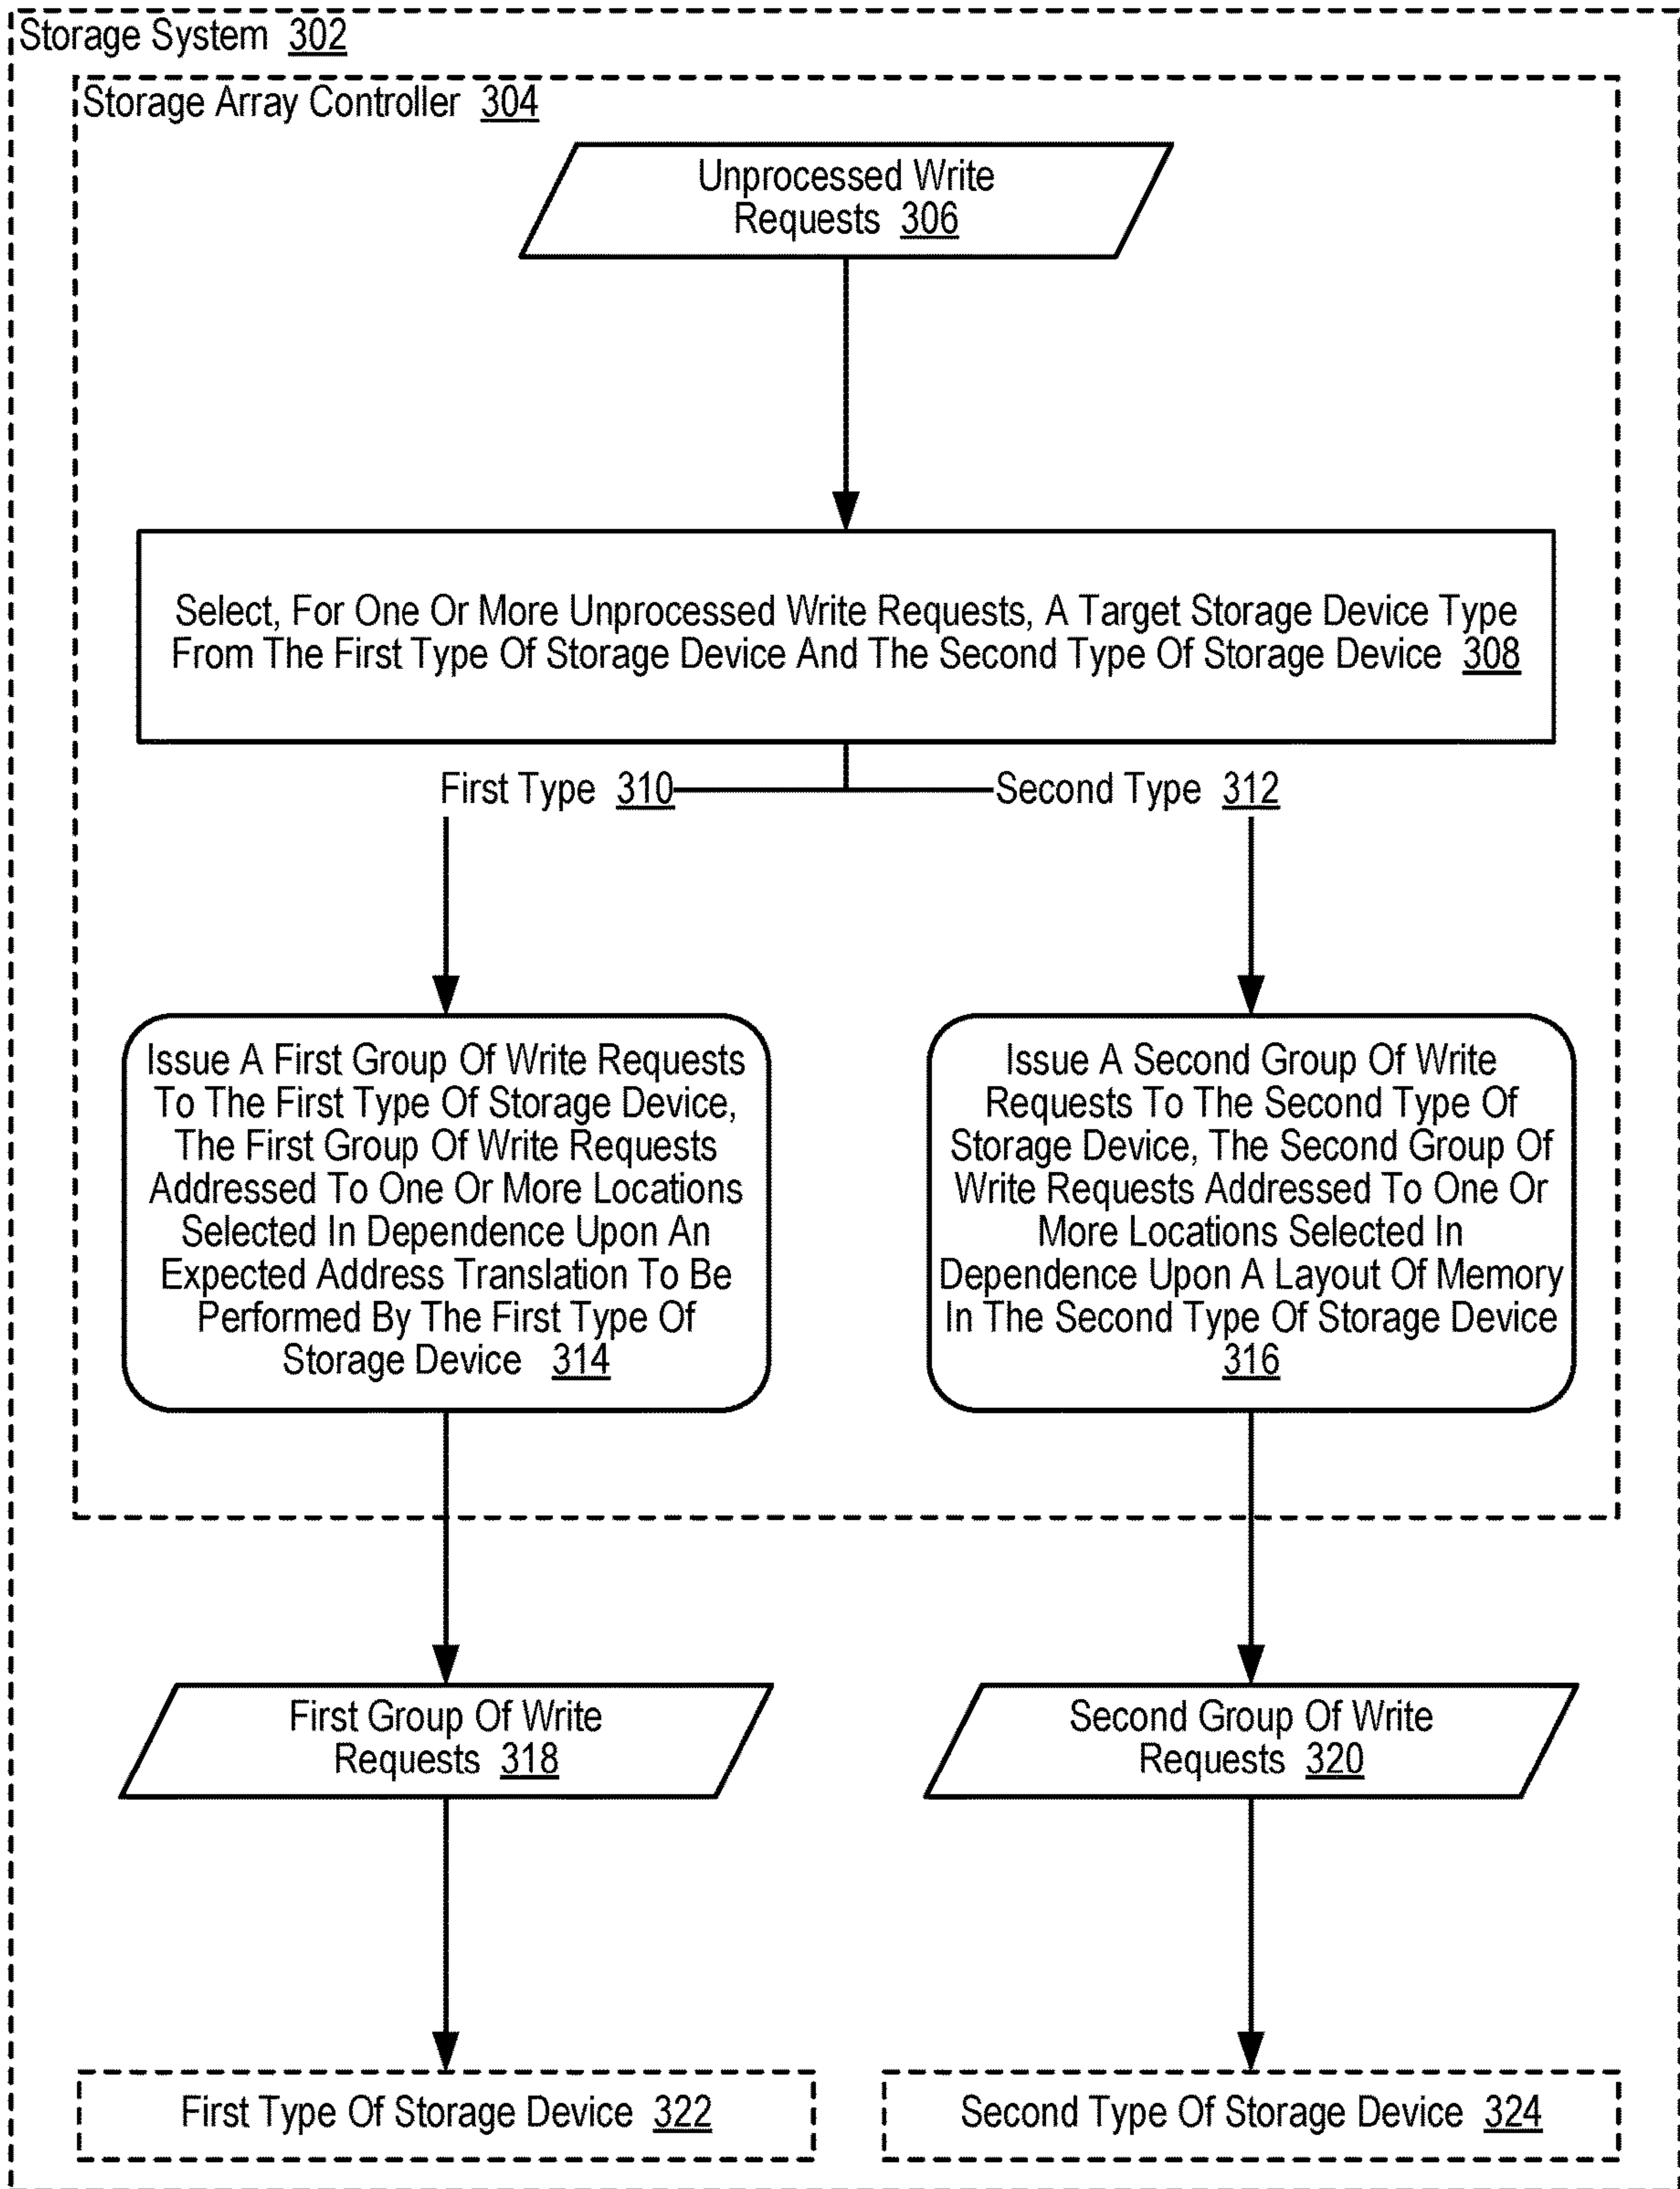 Storage System 302
Storage Array Controller 304
Unprocessed Write
Requests 306
Select, For One Or More Unprocessed Write Requests, A Target Storage Device Type
From The First Type Of Storage Device And The Second Type Of Storage Device 308
First Type 310
Second Type 312
Issue A First Group Of Write Requests
To The First Type Of Storage Device,
The First Group Of Write Requests
Addressed To One Or More Locations
Selected In Dependence Upon An
Expected Address Translation To Be
Performed By The First Type Of
Storage Device 314
Issue A Second Group Of Write
Requests To The Second Type Of
Storage Device, The Second Group Of
Write Requests Addressed To One Or
More Locations Selected In
Dependence Upon A Layout Of Memory
In The Second Type Of Storage Device
316
First Group Of Write
Requests 318
Second Group Of Write
Requests 320
First Type Of Storage Device 322
Second Type Of Storage Device 324